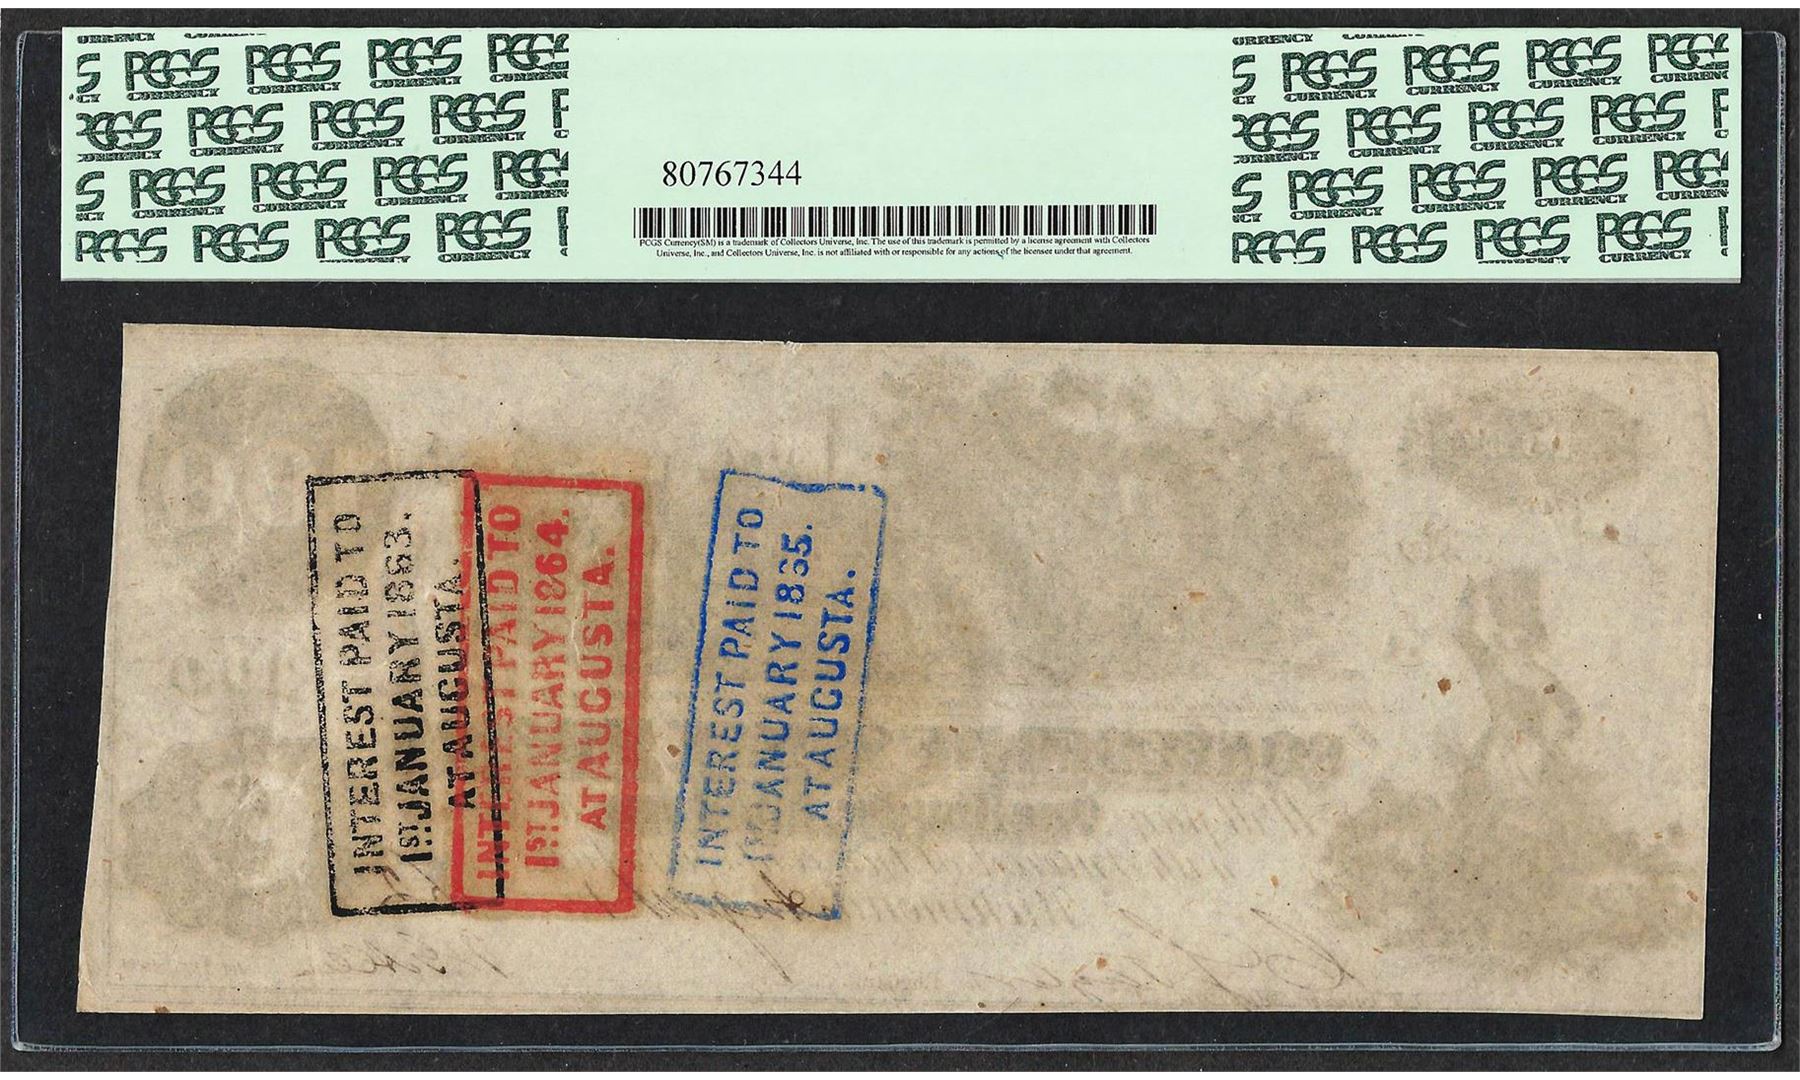 PCGS CURRENCY
80767344
PCGS Currency(SM) is a trademark of Collectors Universe, Inc. The use of this trademark is permitted by a license agreement with Collectors
Universe, Inc., and Collectors Universe, Inc. is not affiliated with or responsible for any actions of the licensee under that agreement.
INTEREST PAID TO
1ST JANUARY 1863.
AT AUGUSTA.
INTEREST PAID TO
1ST JANUARY 1864.
AT AUGUSTA.
INTEREST PAID TO
1ST JANUARY 1865.
AT AUGUSTA.